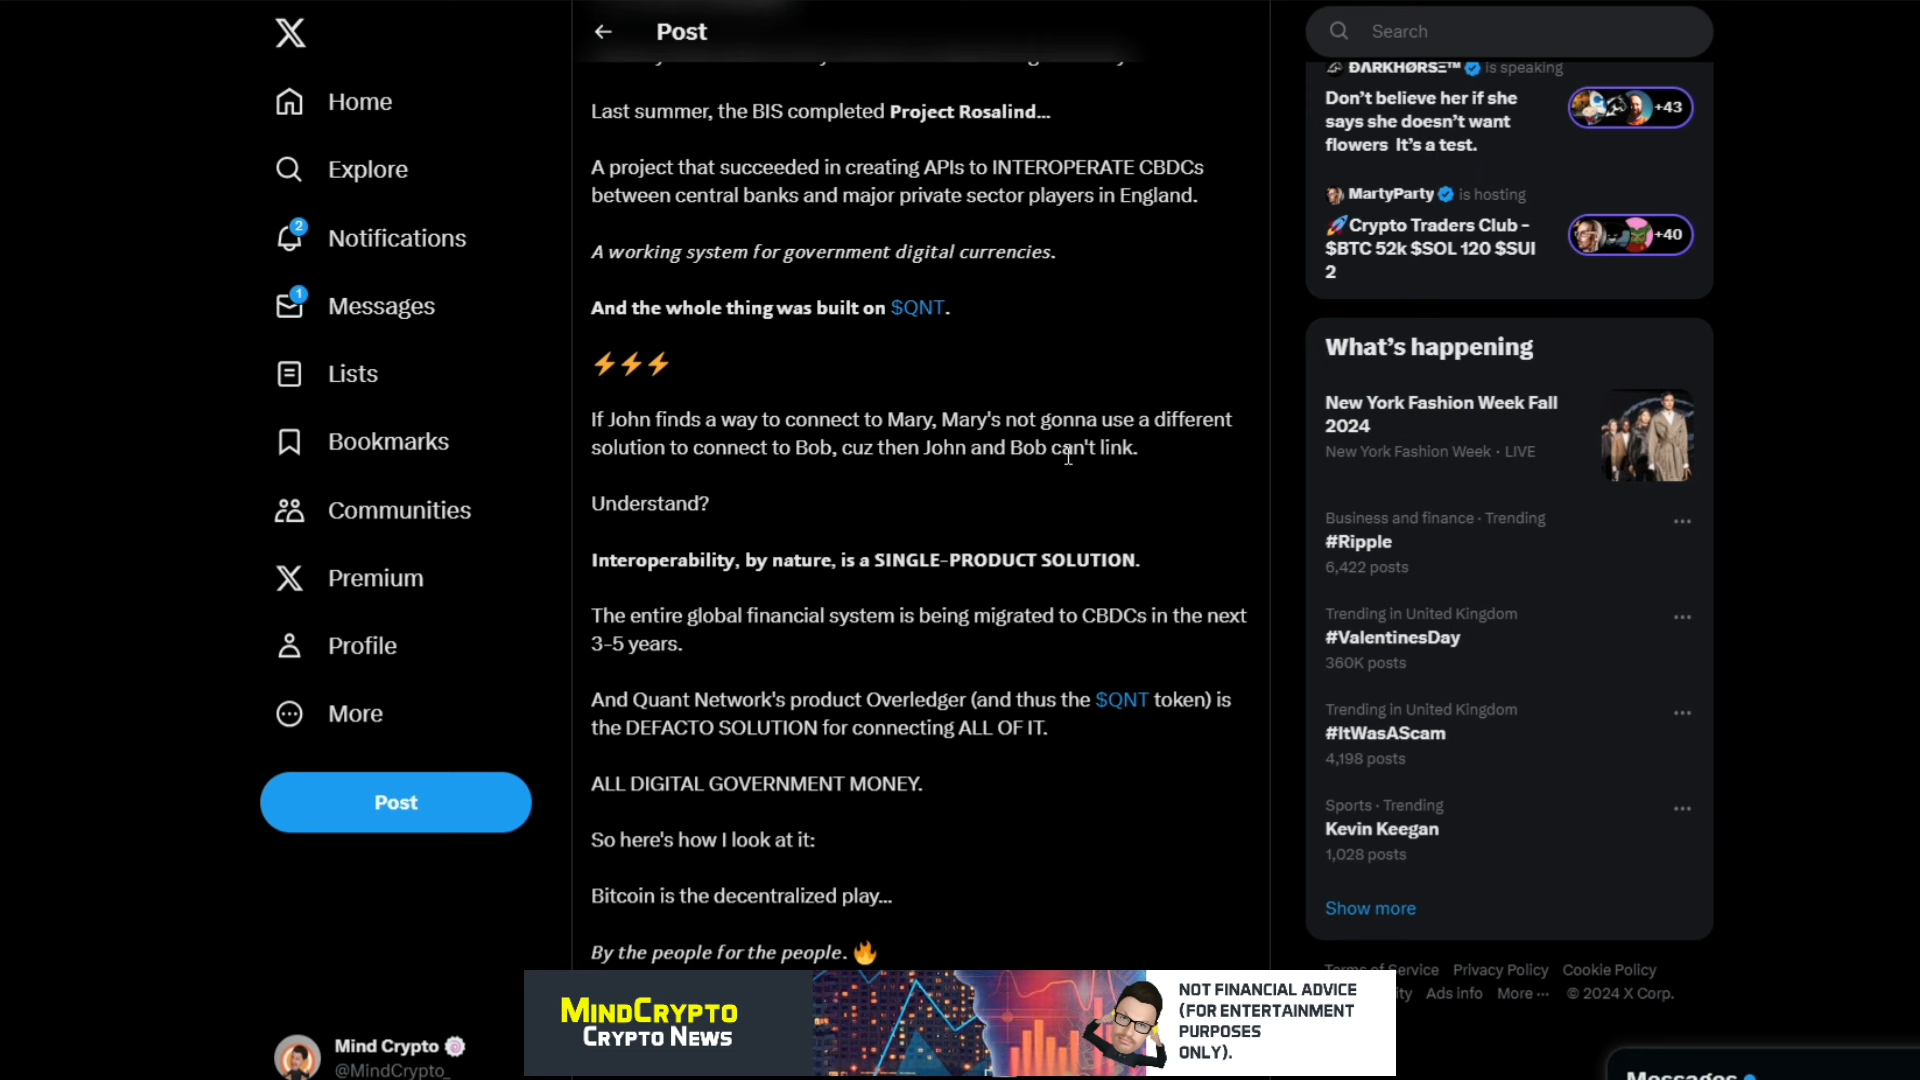 Home
Explore
2
Notifications
1
Messages
Lists
Bookmarks
Communities
Premium
Profile
More
Post
Mind Crypto
@MindCrypto_
Post
Last summer, the BIS completed Project Rosalind...
A project that succeeded in creating APIs to INTEROPERATE CBDCs
between central banks and major private sector players in England.
A working system for government digital currencies.
And the whole thing was built on $QNT.
⚡⚡⚡
If John finds a way to connect to Mary, Mary's not gonna use a different
solution to connect to Bob, cuz then John and Bob can't link.
Understand?
Interoperability, by nature, is a SINGLE-PRODUCT SOLUTION.
The entire global financial system is being migrated to CBDCs in the next
3-5 years.
And Quant Network's product Overledger (and thus the $QNT token) is
the DEFACTO SOLUTION for connecting ALL OF IT.
ALL DIGITAL GOVERNMENT MONEY.
So here's how I look at it:
Bitcoin is the decentralized play...
By the people for the people. 🔥
Search
ÐΛRKHØRSΞ™ is speaking
Don’t believe her if she
says she doesn’t want
flowers It’s a test.
+43
MartyParty is hosting
🚀Crypto Traders Club -
$BTC 52k $SOL 120 $SUI
2
+40
What’s happening
New York Fashion Week Fall
2024
New York Fashion Week · LIVE
Business and finance · Trending
#Ripple
6,422 posts
Trending in United Kingdom
#ValentinesDay
360K posts
Trending in United Kingdom
#ItWasAScam
4,198 posts
Sports · Trending
Kevin Keegan
1,028 posts
Show more
Terms of Service Privacy Policy Cookie Policy
Ads info More ··· © 2024 X Corp.
Messages
MINDCRYPTO
CRYPTO NEWS
NOT FINANCIAL ADVICE
(FOR ENTERTAINMENT
PURPOSES
ONLY).